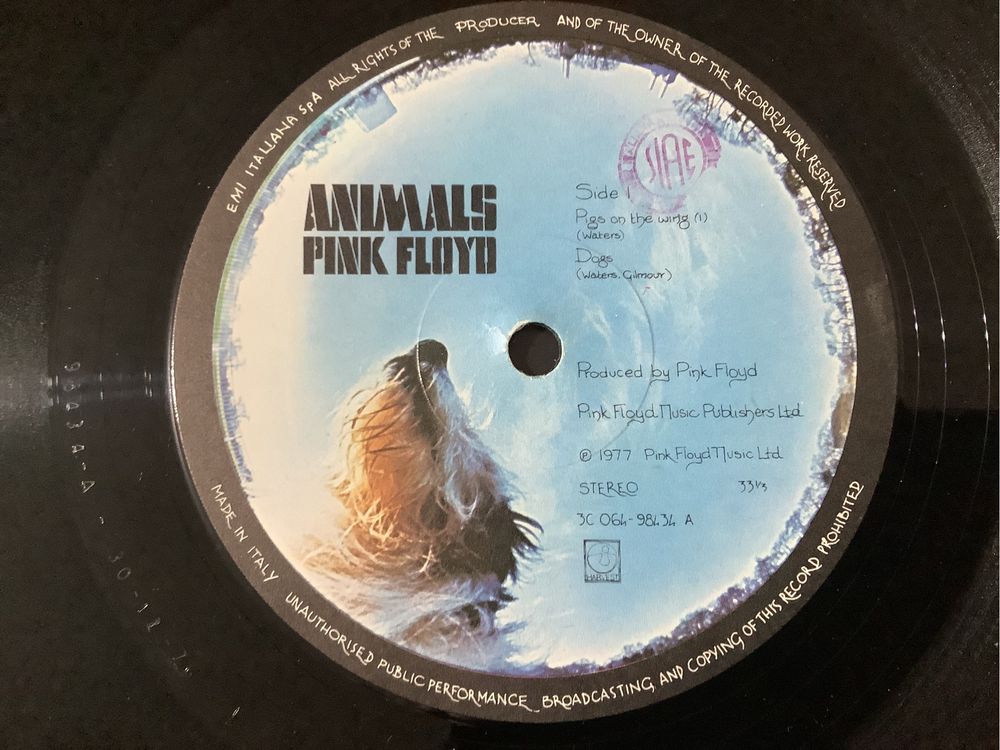 EMI ITALIANA SpA ALL RIGHTS OF THE PRODUCER AND OF THE OWNER OF THE RECORDED WORK RESERVED
SIAE
ANIMALS
PINK FLOYD
Side 1
Pigs on the wing (1)
(Waters)
Dogs
(Waters, Gilmour)
Produced by Pink Floyd
Pink Floyd Music Publishers Ltd
℗ 1977 Pink Floyd Music Ltd.
STEREO 33⅓
3C 064-98434 A
HARVEST
MADE IN ITALY UNAUTHORISED PUBLIC PERFORMANCE BROADCASTING AND COPYING OF THIS RECORD PROHIBITED